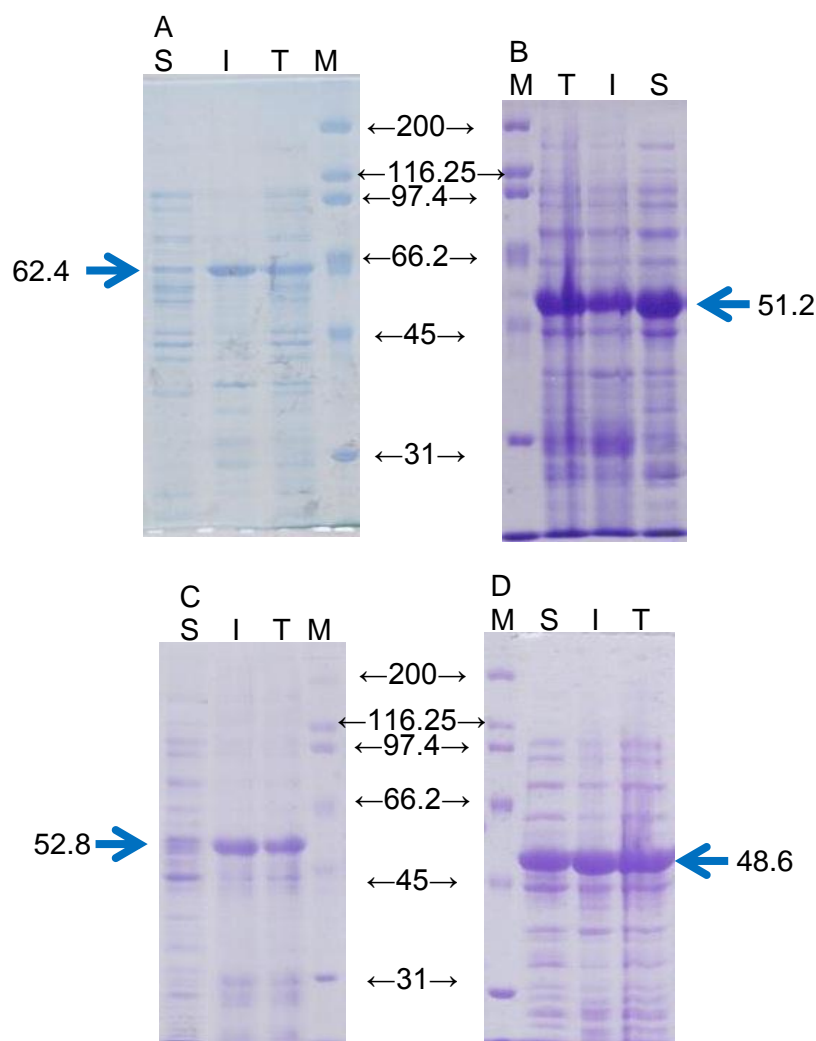 A
S I T M
B
M T I S
←200→
←116.25→
←97.4→
←66.2→
←45→
←31→
62.4
51.2
C
S I T M
D
M S I T
←200→
←116.25→
←97.4→
←66.2→
←45→
←31→
52.8
48.6